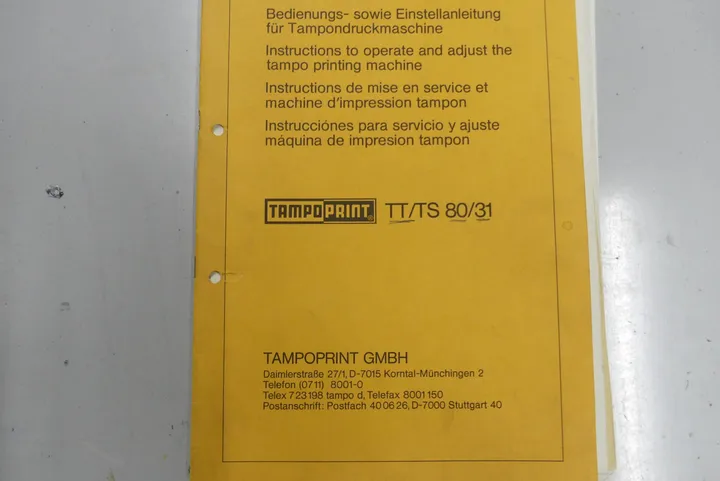 Bedienungs- sowie Einstellanleitung
für Tampondruckmaschine
Instructions to operate and adjust the
tampo printing machine
Instructions de mise en service et
machine d'impression tampon
Instrucciónes para servicio y ajuste
máquina de impresion tampon
TAMPOPRINT® TT/TS 80/31
TAMPOPRINT GMBH
Daimlerstraße 27/1, D-7015 Korntal-Münchingen 2
Telefon (0711) 8001-0
Telex 723198 tampo d, Telefax 8001150
Postanschrift: Postfach 400626, D-7000 Stuttgart 40